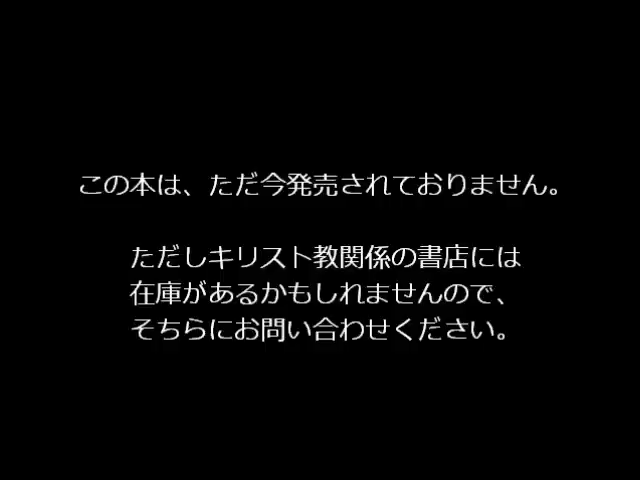 この本は、ただ今発売されておりません。
ただしキリスト教関係の書店には
在庫があるかもしれませんので、
そちらにお問い合わせください。